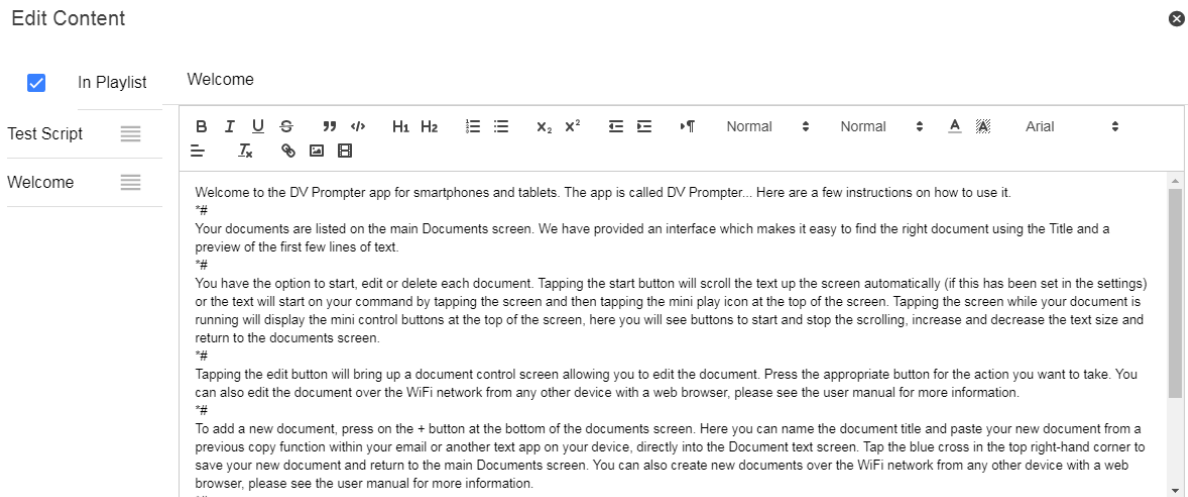 Edit Content
In Playlist
Welcome
Test Script
Welcome
B I U S ” </> H1 H2 X2 X2 ¶ Normal Normal A A Arial
Tx
Welcome to the DV Prompter app for smartphones and tablets. The app is called DV Prompter... Here are a few instructions on how to use it.
*#
Your documents are listed on the main Documents screen. We have provided an interface which makes it easy to find the right document using the Title and a
preview of the first few lines of text.
*#
You have the option to start, edit or delete each document. Tapping the start button will scroll the text up the screen automatically (if this has been set in the settings)
or the text will start on your command by tapping the screen and then tapping the mini play icon at the top of the screen. Tapping the screen while your document is
running will display the mini control buttons at the top of the screen, here you will see buttons to start and stop the scrolling, increase and decrease the text size and
return to the documents screen.
*#
Tapping the edit button will bring up a document control screen allowing you to edit the document. Press the appropriate button for the action you want to take. You
can also edit the document over the WiFi network from any other device with a web browser, please see the user manual for more information.
*#
To add a new document, press on the + button at the bottom of the documents screen. Here you can name the document title and paste your new document from a
previous copy function within your email or another text app on your device, directly into the Document text screen. Tap the blue cross in the top right-hand corner to
save your new document and return to the main Documents screen. You can also create new documents over the WiFi network from any other device with a web
browser, please see the user manual for more information.